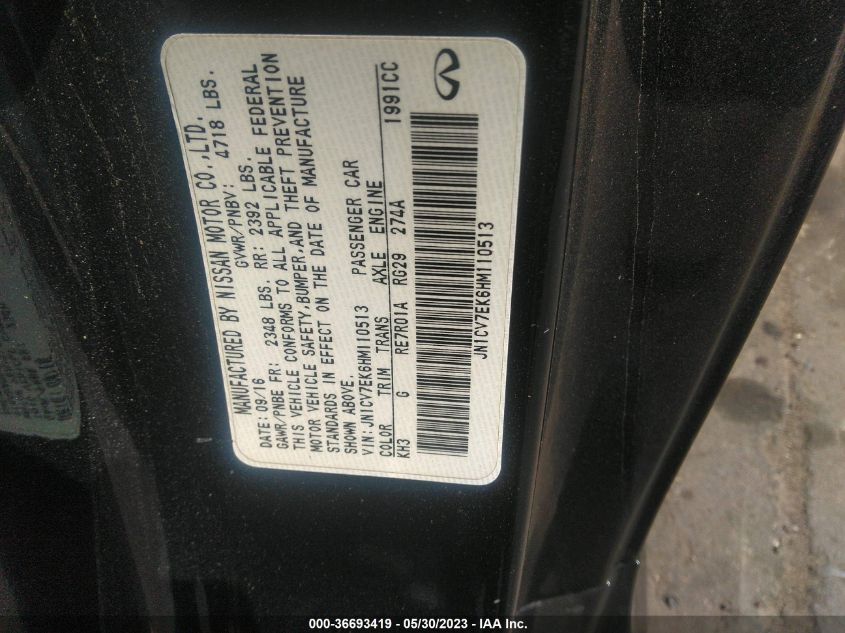 MANUFACTURED BY NISSAN MOTOR CO.,LTD.
DATE: 09/16 GVWR/PNBV: 4718 LBS.
GAWR/PNBE FR: 2348 LBS. RR: 2392 LBS.
THIS VEHICLE CONFORMS TO ALL APPLICABLE FEDERAL
MOTOR VEHICLE SAFETY,BUMPER,AND THEFT PREVENTION
STANDARDS IN EFFECT ON THE DATE OF MANUFACTURE
SHOWN ABOVE.
VIN: JN1CV7EK6HM110513 PASSENGER CAR
COLOR TRIM TRANS AXLE ENGINE
KH3 G RE7R01A RG29 274A 1991CC
JN1CV7EK6HM110513
000-36693419 - 05/30/2023 - IAA Inc.